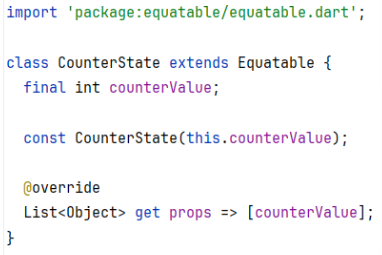 import 'package:equatable/equatable.dart';
class CounterState extends Equatable {
  final int counterValue;
  const CounterState(this.counterValue);
  @override
  List<Object> get props => [counterValue];
}